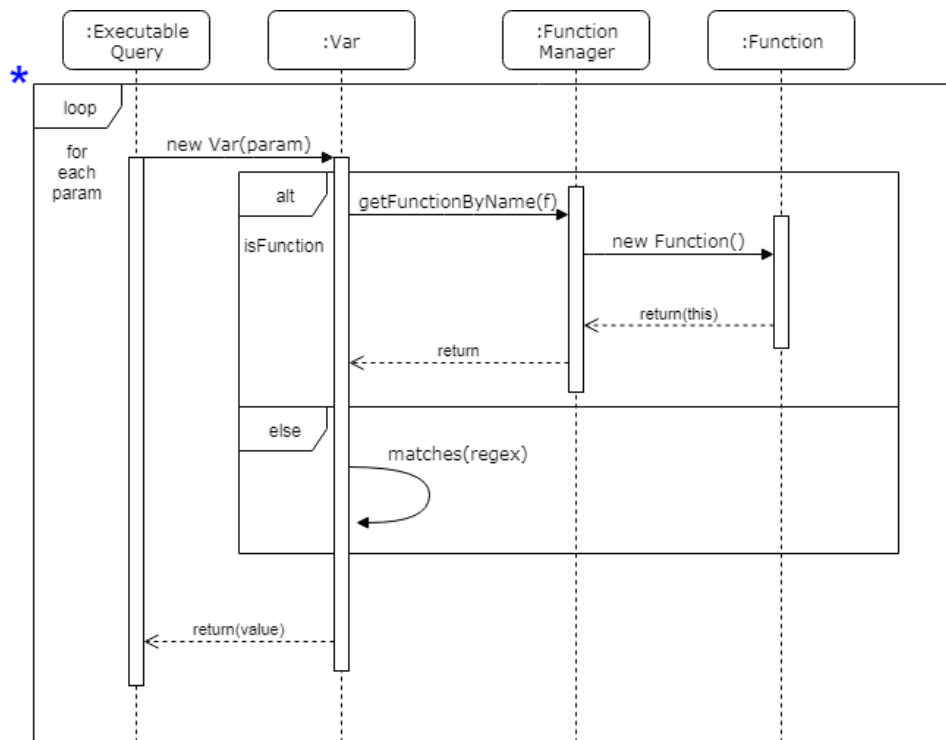 :Executable
Query
:Var
:Function
Manager
:Function
*
loop
for
each
param
new Var(param)
alt
getFunctionByName(f)
isFunction
new Function()
return(this)
return
else
matches(regex)
return(value)